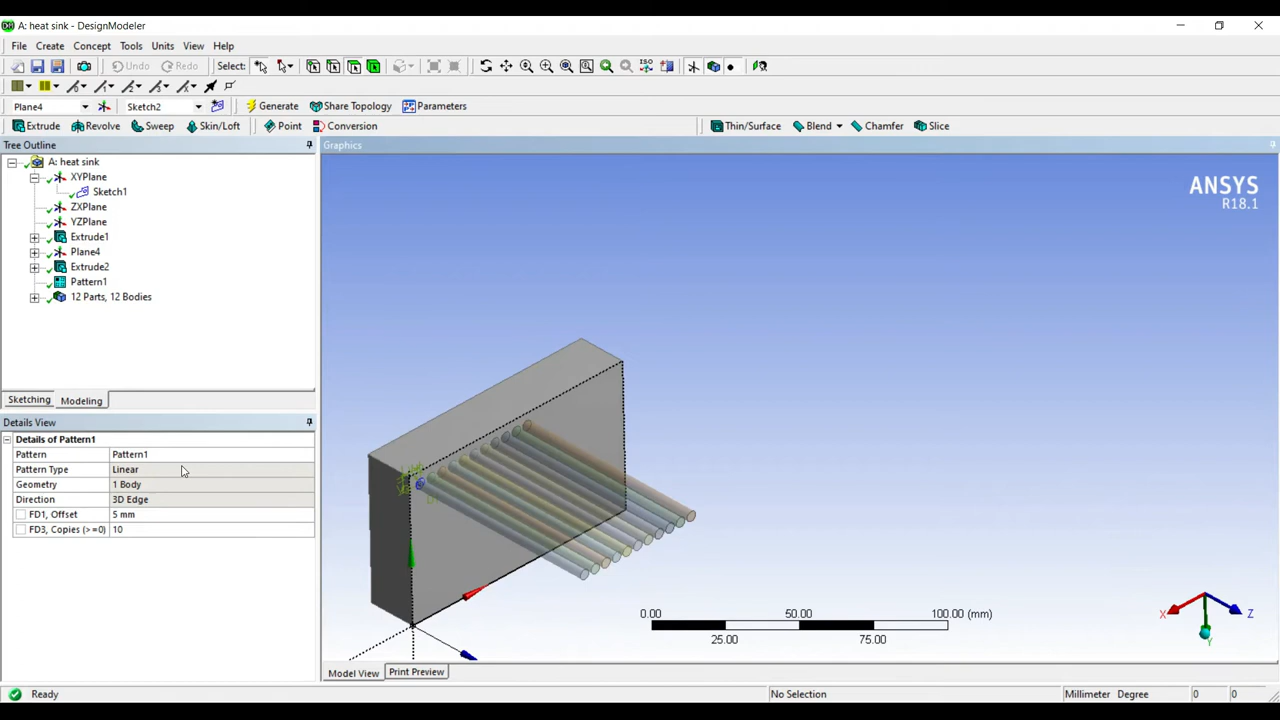 A: heat sink - DesignModeler
File Create Concept Tools Units View Help
Undo Redo Select:
Plane4 Sketch2 Generate Share Topology Parameters
Extrude Revolve Sweep Skin/Loft Point Conversion Thin/Surface Blend Chamfer Slice
Tree Outline
A: heat sink
XYPlane
Sketch1
ZXPlane
YZPlane
Extrude1
Plane4
Extrude2
Pattern1
12 Parts, 12 Bodies
Sketching Modeling
Details View
Details of Pattern1
Pattern Pattern1
Pattern Type Linear
Geometry 1 Body
Direction 3D Edge
FD1, Offset 5 mm
FD3, Copies (>=0) 10
Graphics
ANSYS
R18.1
0.00 50.00 100.00 (mm)
25.00 75.00
X Z
Y
Model View Print Preview
Ready No Selection Millimeter Degree 0 0